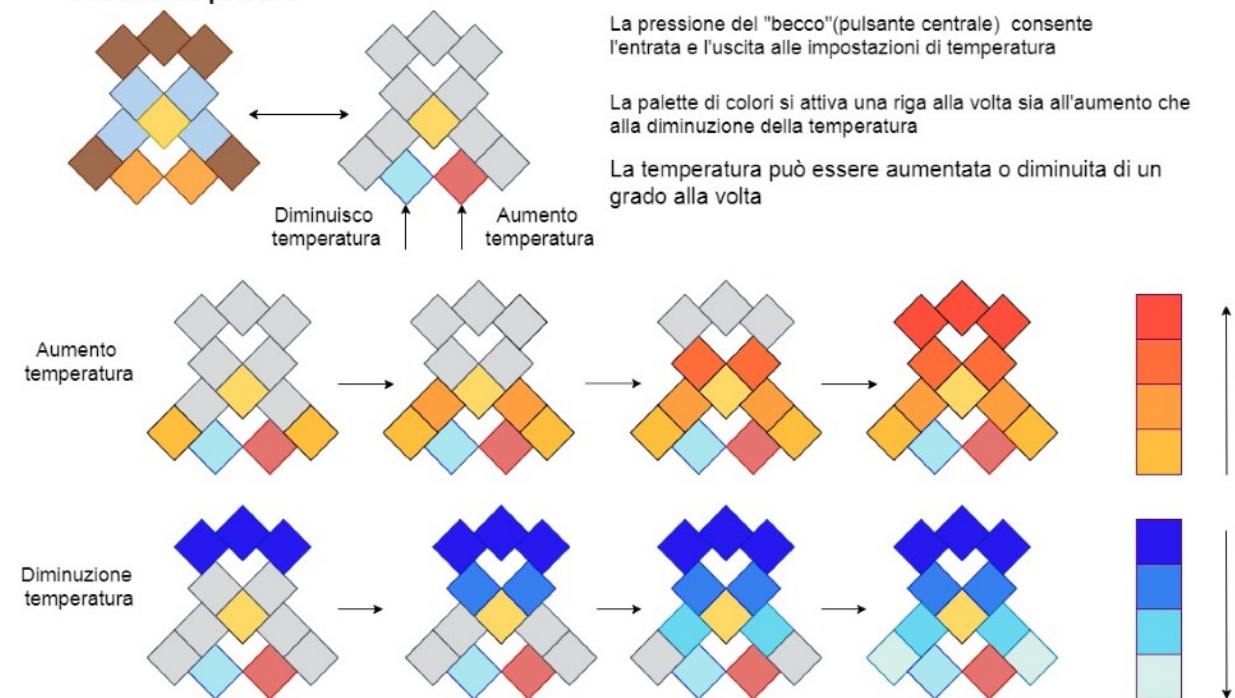 La pressione del "becco"(pulsante centrale) consente
l'entrata e l'uscita alle impostazioni di temperatura
La palette di colori si attiva una riga alla volta sia all'aumento che
alla diminuzione della temperatura
La temperatura può essere aumentata o diminuita di un
grado alla volta
Diminuisco
temperatura
Aumento
temperatura
Aumento
temperatura
Diminuzione
temperatura